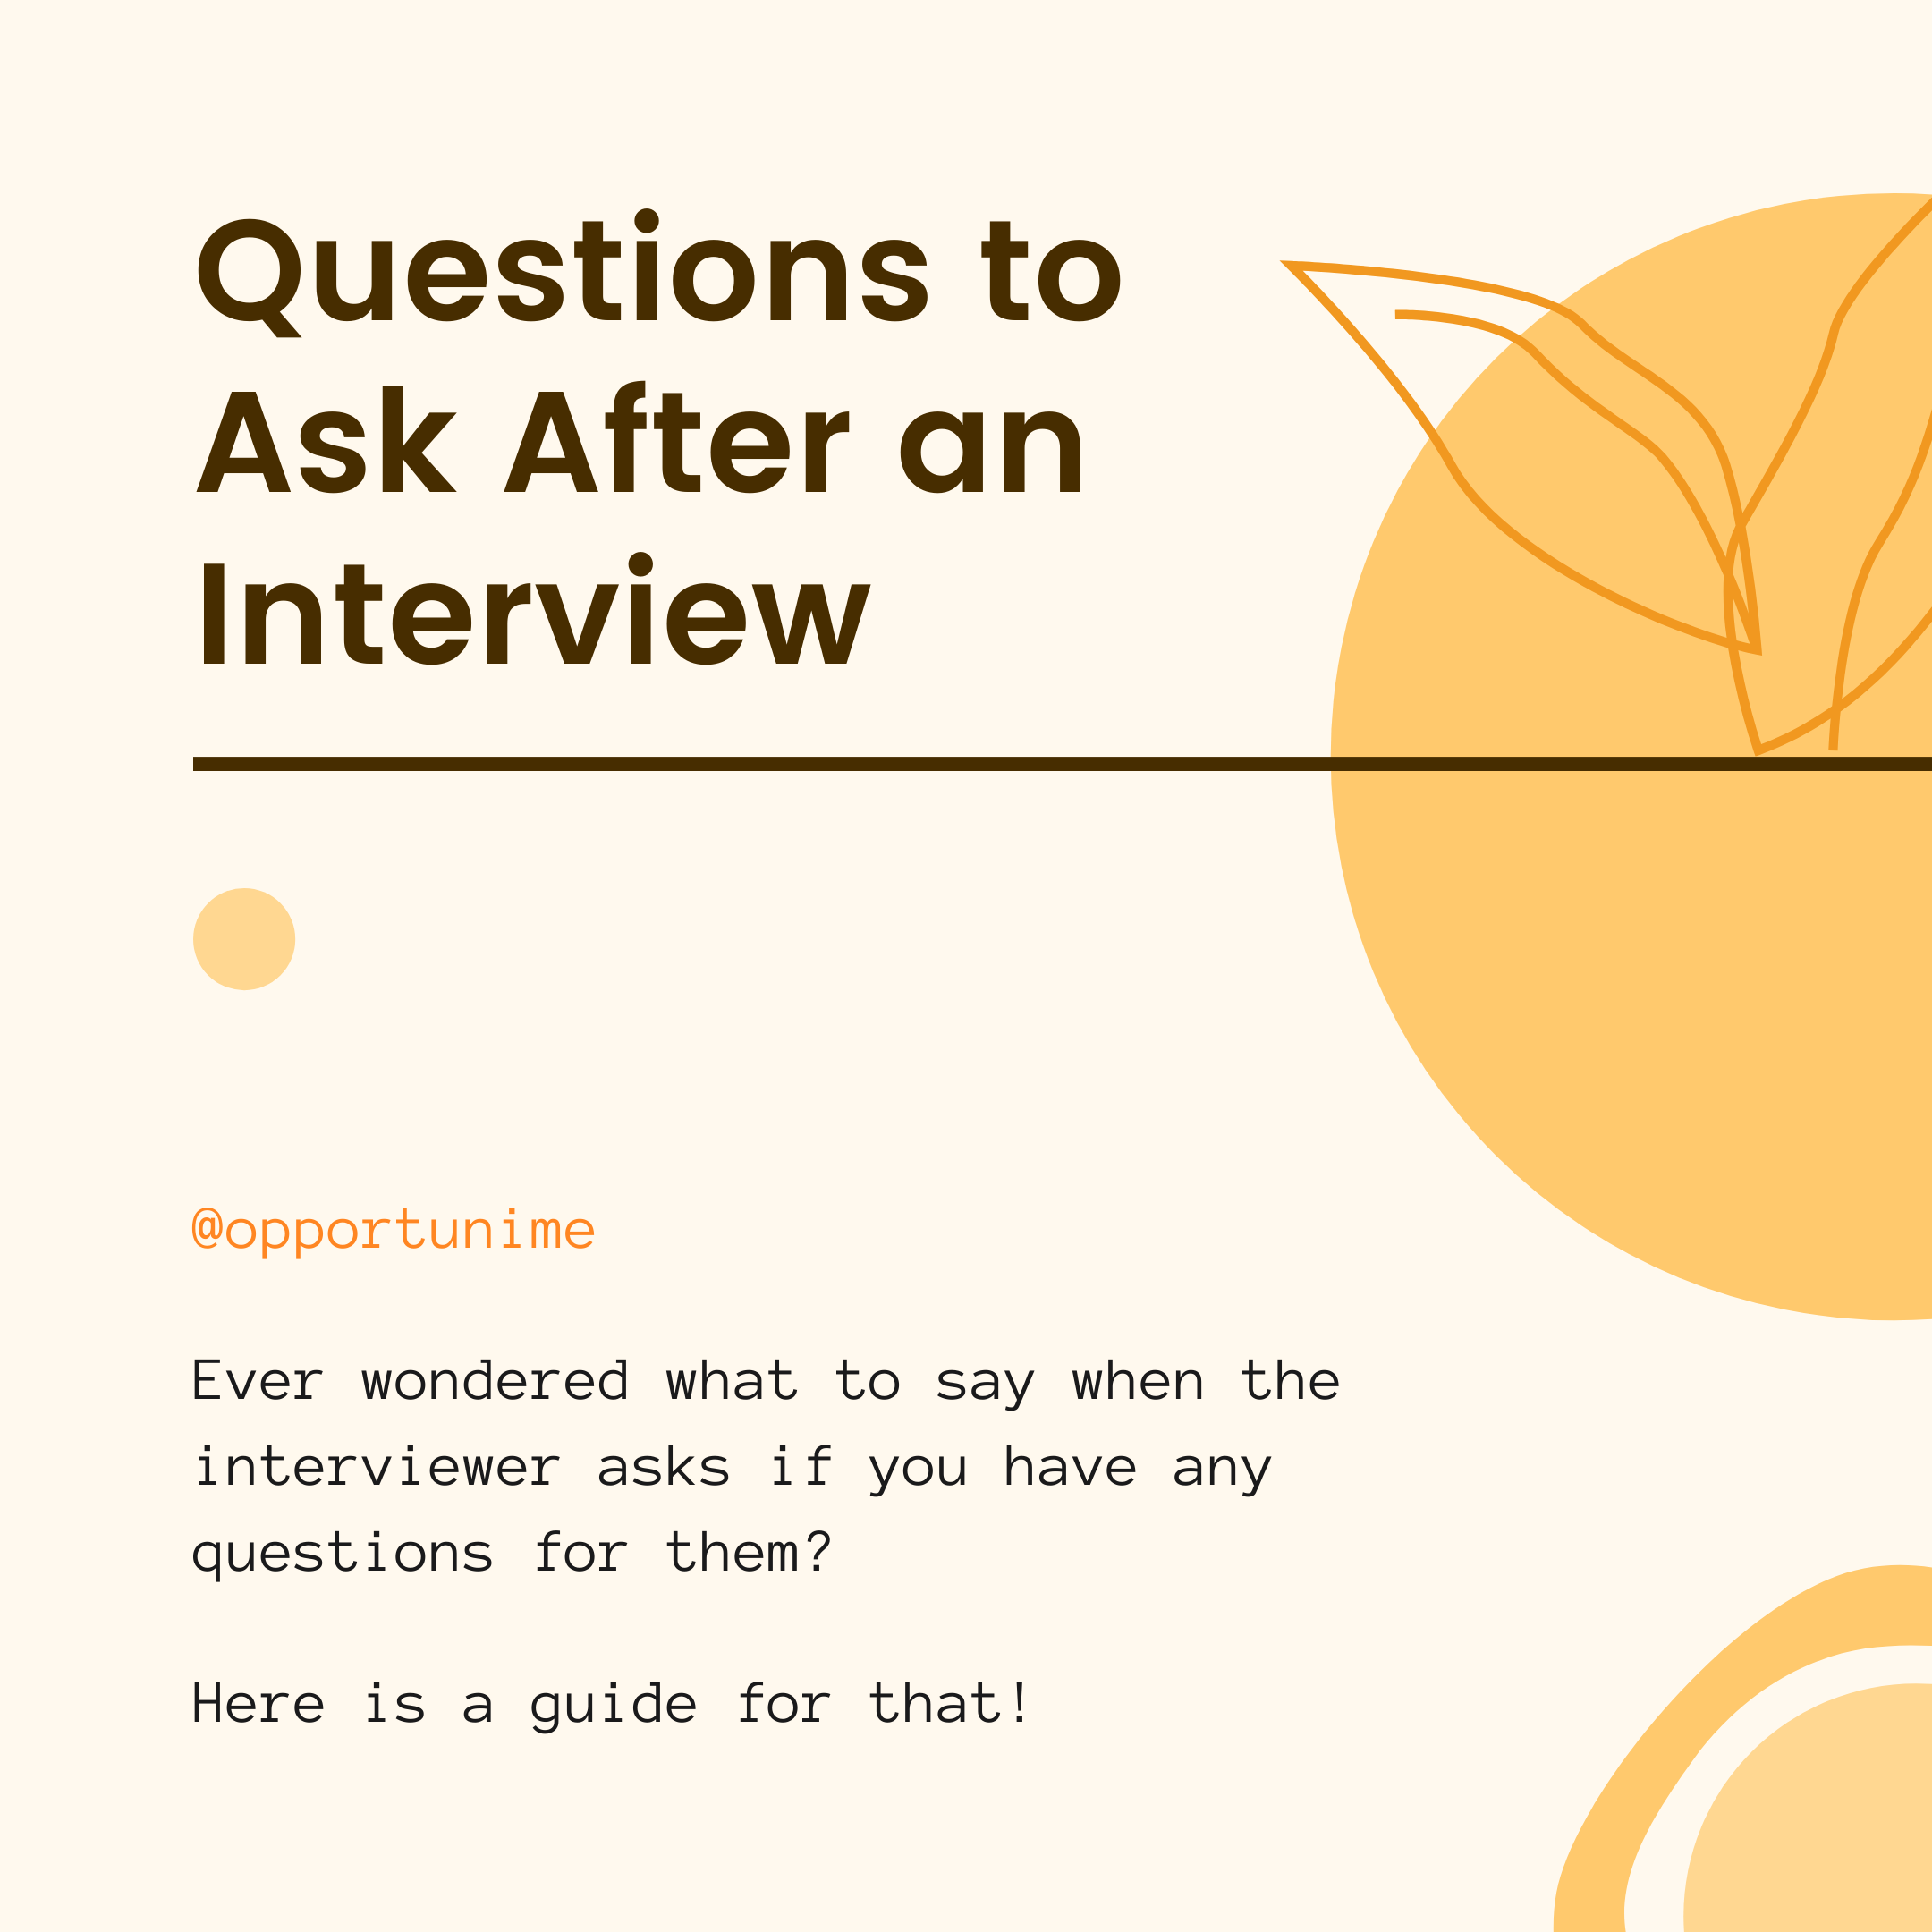 Questions to
Ask After an
Interview
@opportunime
Ever wondered what to say when the
interviewer asks if you have any
questions for them?
Here is a guide for that!